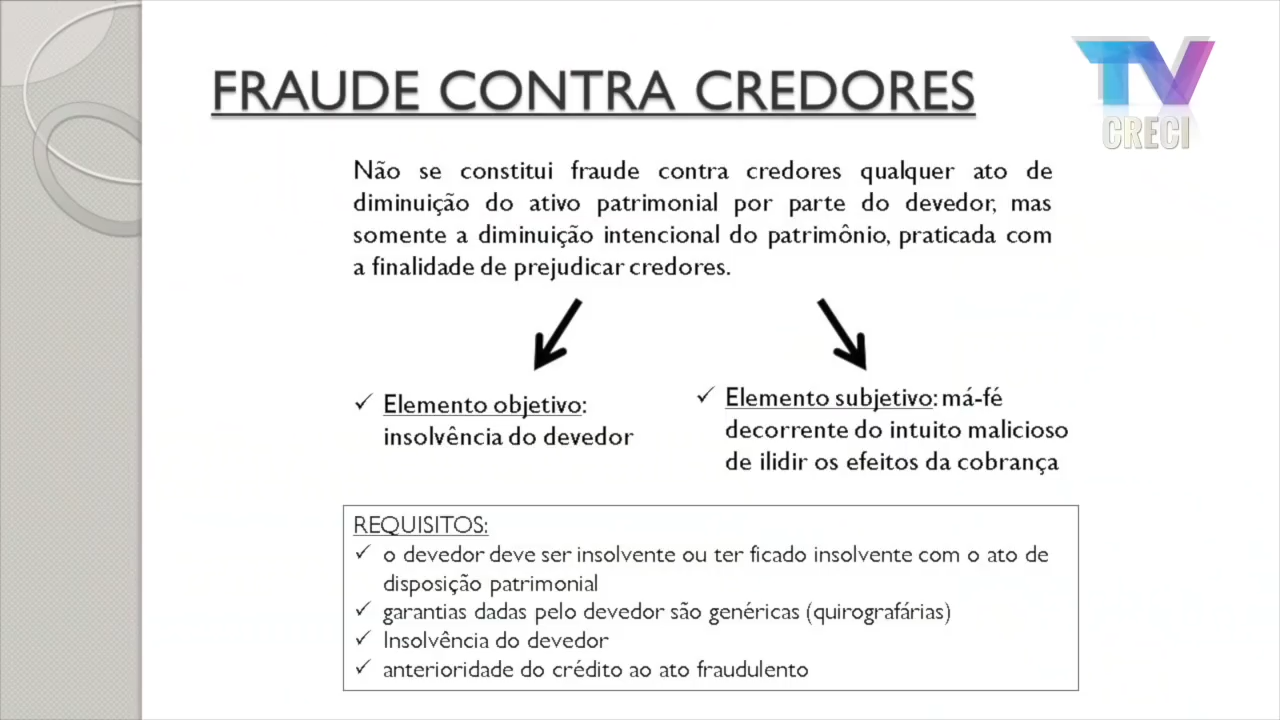 TV
CRECI
FRAUDE CONTRA CREDORES
Não se constitui fraude contra credores qualquer ato de
diminuição do ativo patrimonial por parte do devedor, mas
somente a diminuição intencional do patrimônio, praticada com
a finalidade de prejudicar credores.
✓ Elemento objetivo:
insolvência do devedor
✓ Elemento subjetivo: má-fé
decorrente do intuito malicioso
de ilidir os efeitos da cobrança
REQUISITOS:
✓ o devedor deve ser insolvente ou ter ficado insolvente com o ato de
disposição patrimonial
✓ garantias dadas pelo devedor são genéricas (quirografárias)
✓ Insolvência do devedor
✓ anterioridade do crédito ao ato fraudulento